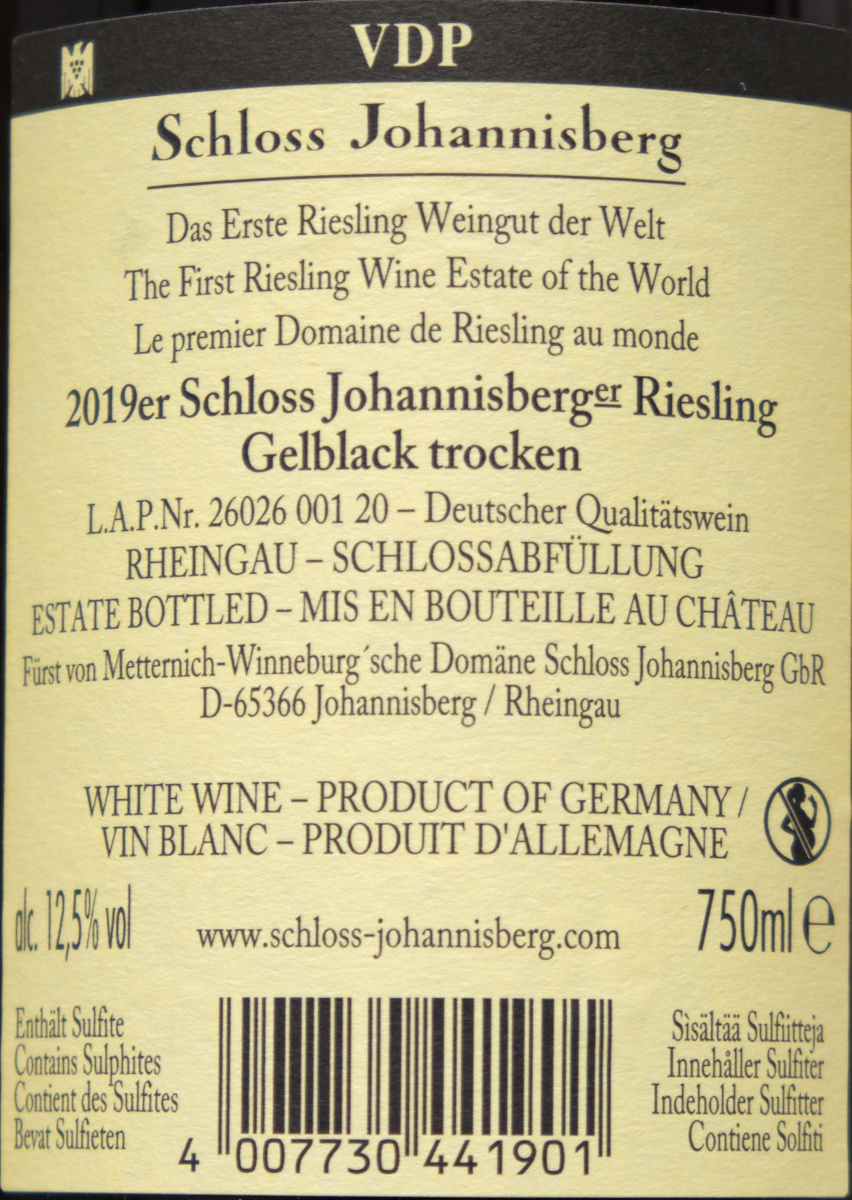 VDP
Schloss Johannisberg
Das Erste Riesling Weingut der Welt
The First Riesling Wine Estate of the World
Le premier Domaine de Riesling au monde
2019er Schloss Johannisberger Riesling
Gelblack trocken
L.A.P.Nr. 26026 001 20 – Deutscher Qualitätswein
RHEINGAU – SCHLOSSABFÜLLUNG
ESTATE BOTTLED – MIS EN BOUTEILLE AU CHÂTEAU
Fürst von Metternich-Winneburg´sche Domäne Schloss Johannisberg GbR
D-65366 Johannisberg / Rheingau
WHITE WINE – PRODUCT OF GERMANY /
VIN BLANC – PRODUIT D'ALLEMAGNE
alc. 12,5% vol
www.schloss-johannisberg.com
750ml ℮
Enthält Sulfite
Contains Sulphites
Contient des Sulfites
Bevat Sulfieten
Sìsältää Sulfiitteja
Innehåller Sulfiter
Indeholder Sulfitter
Contiene Solfiti
4 007730 441901